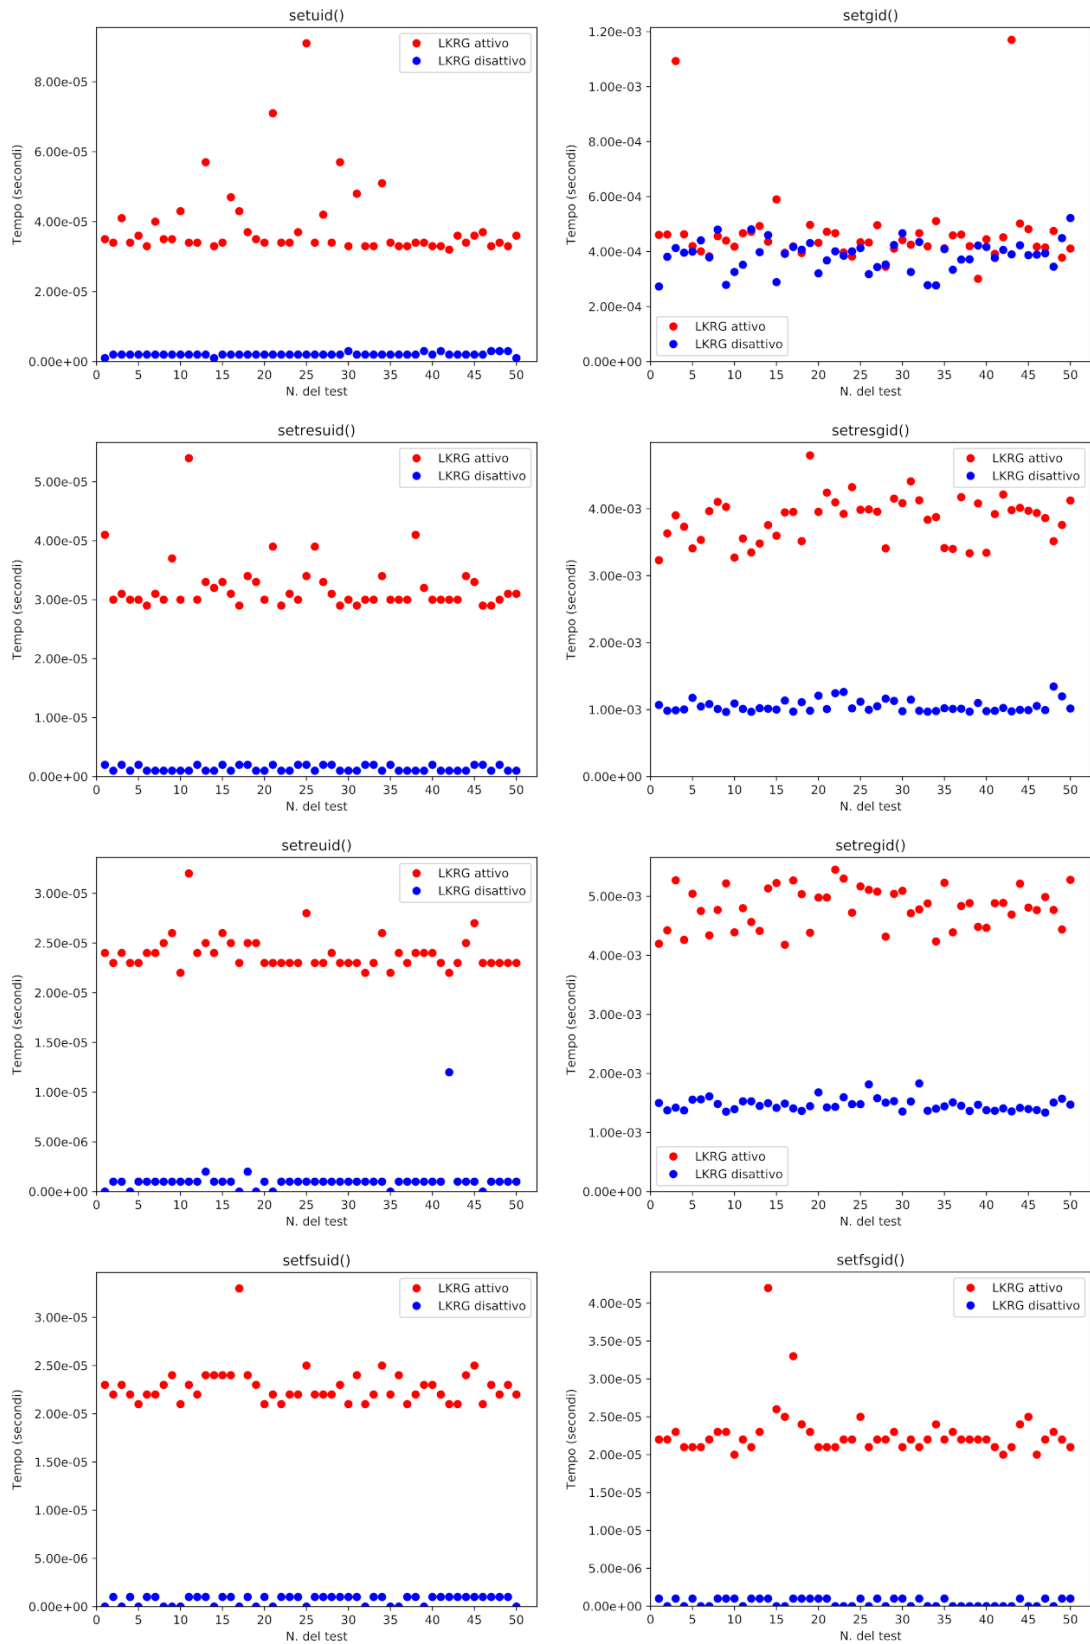 setuid()
Tempo (secondi)
8.00e-05
6.00e-05
4.00e-05
2.00e-05
0.00e+00
LKRG attivo
LKRG disattivo
0 5 10 15 20 25 30 35 40 45 50
N. del test
setgid()
Tempo (secondi)
1.20e-03
1.00e-03
8.00e-04
6.00e-04
4.00e-04
2.00e-04
0.00e+00
LKRG attivo
LKRG disattivo
0 5 10 15 20 25 30 35 40 45 50
N. del test
setresuid()
Tempo (secondi)
5.00e-05
4.00e-05
3.00e-05
2.00e-05
1.00e-05
0.00e+00
LKRG attivo
LKRG disattivo
0 5 10 15 20 25 30 35 40 45 50
N. del test
setresgid()
Tempo (secondi)
4.00e-03
3.00e-03
2.00e-03
1.00e-03
0.00e+00
LKRG attivo
LKRG disattivo
0 5 10 15 20 25 30 35 40 45 50
N. del test
setreuid()
Tempo (secondi)
3.00e-05
2.50e-05
2.00e-05
1.50e-05
1.00e-05
5.00e-06
0.00e+00
LKRG attivo
LKRG disattivo
0 5 10 15 20 25 30 35 40 45 50
N. del test
setregid()
Tempo (secondi)
5.00e-03
4.00e-03
3.00e-03
2.00e-03
1.00e-03
0.00e+00
LKRG attivo
LKRG disattivo
0 5 10 15 20 25 30 35 40 45 50
N. del test
setfsuid()
Tempo (secondi)
3.00e-05
2.50e-05
2.00e-05
1.50e-05
1.00e-05
5.00e-06
0.00e+00
LKRG attivo
LKRG disattivo
0 5 10 15 20 25 30 35 40 45 50
N. del test
setfsgid()
Tempo (secondi)
4.00e-05
3.50e-05
3.00e-05
2.50e-05
2.00e-05
1.50e-05
1.00e-05
5.00e-06
0.00e+00
LKRG attivo
LKRG disattivo
0 5 10 15 20 25 30 35 40 45 50
N. del test